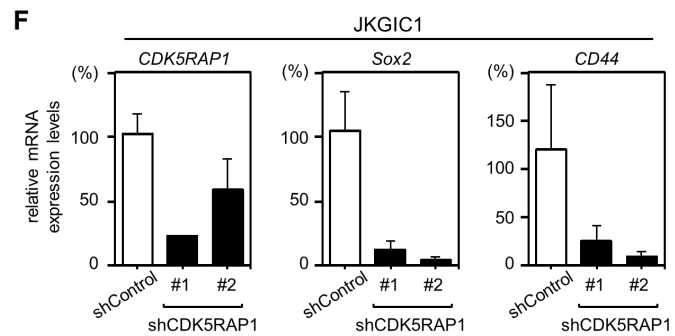 F
JKGIC1
CDK5RAP1
Sox2
CD44
relative mRNA
expression levels
(%)
100
50
0
(%)
100
50
0
(%)
150
100
50
0
shControl
#1
#2
shCDK5RAP1
shControl
#1
#2
shCDK5RAP1
shControl
#1
#2
shCDK5RAP1